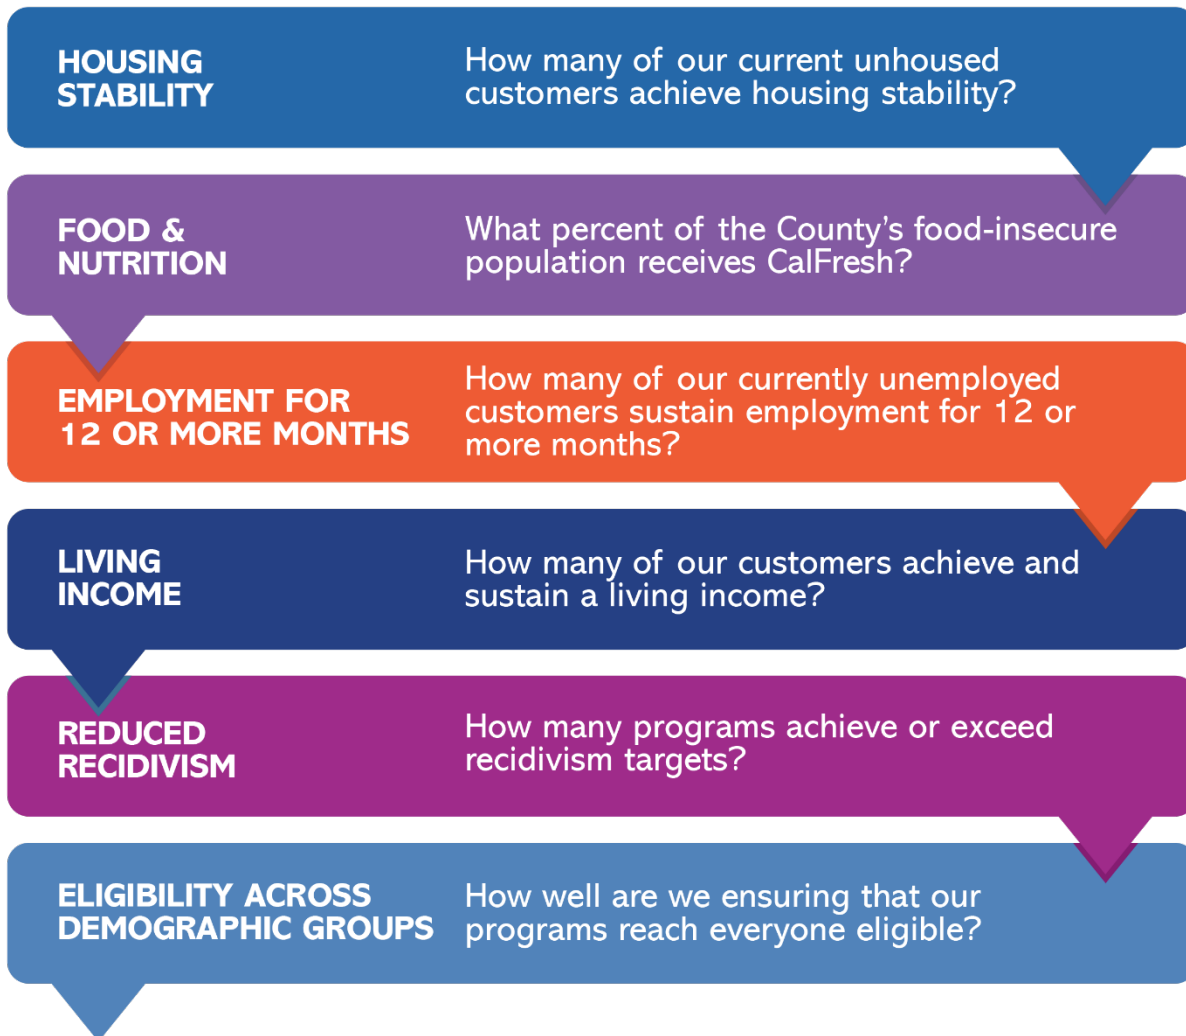 HOUSING
STABILITY
How many of our current unhoused
customers achieve housing stability?
FOOD &
NUTRITION
What percent of the County’s food-insecure
population receives CalFresh?
EMPLOYMENT FOR
12 OR MORE MONTHS
How many of our currently unemployed
customers sustain employment for 12 or
more months?
LIVING
INCOME
How many of our customers achieve and
sustain a living income?
REDUCED
RECIDIVISM
How many programs achieve or exceed
recidivism targets?
ELIGIBILITY ACROSS
DEMOGRAPHIC GROUPS
How well are we ensuring that our
programs reach everyone eligible?